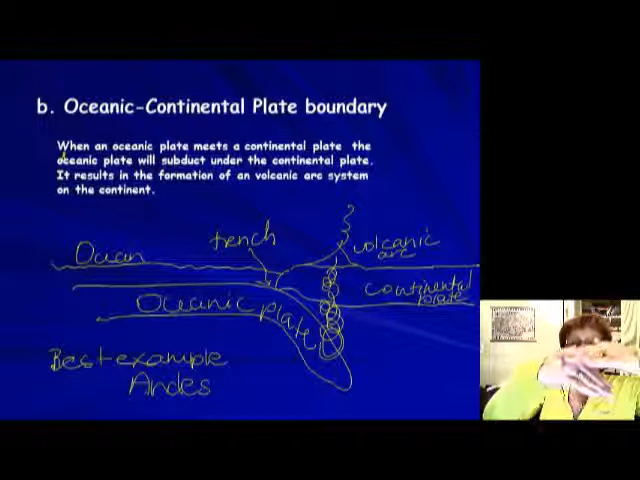 b. Oceanic-Continental Plate boundary
When an oceanic plate meets a continental plate the
oceanic plate will subduct under the continental plate.
It results in the formation of an volcanic arc system
on the continent.
trench
volcanic
arc
Ocean
continental
plate
Oceanic plate
Best example
Andes